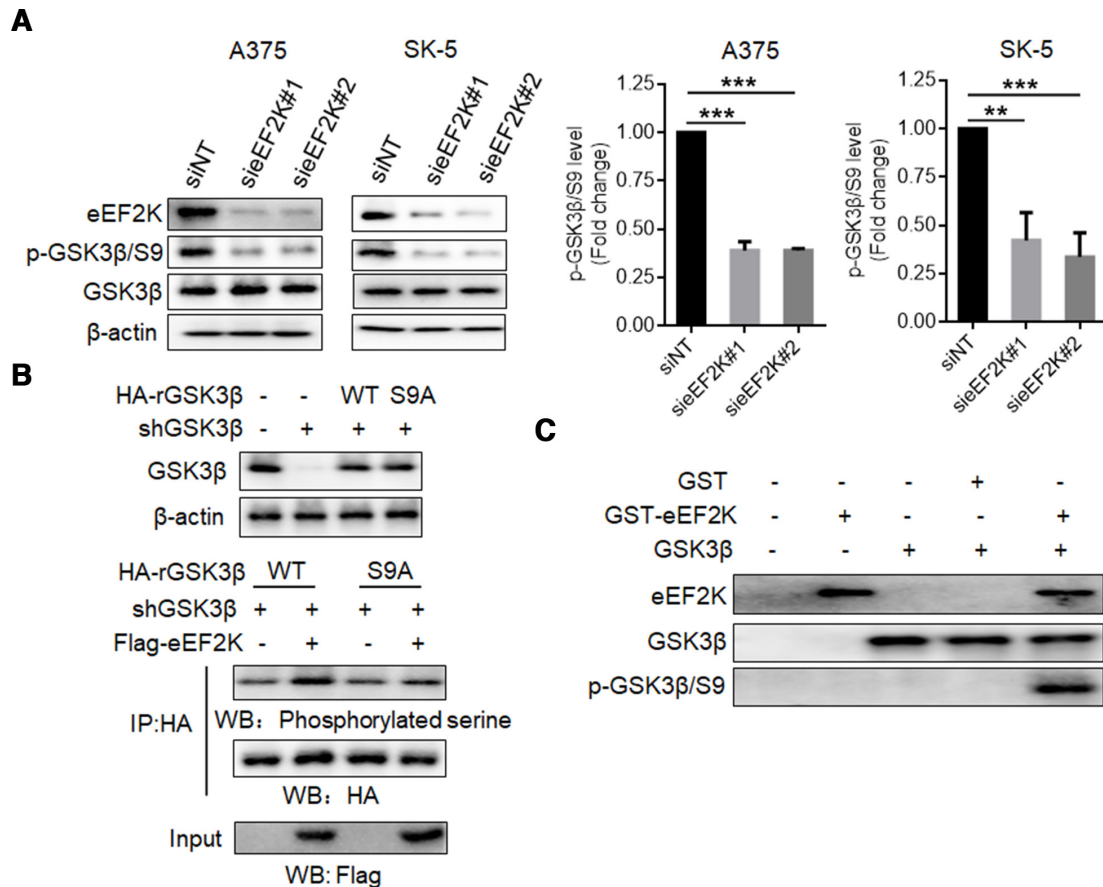 A
A375
SK-5
siNT
sieEF2K#1
sieEF2K#2
siNT
sieEF2K#1
sieEF2K#2
eEF2K
p-GSK3β/S9
GSK3β
β-actin
A375
p-GSK3β/S9 level
(Fold change)
1.25
1.00
0.75
0.50
0.25
0.00
***
***
siNT
sieEF2K#1
sieEF2K#2
SK-5
p-GSK3β/S9 level
(Fold change)
1.25
1.00
0.75
0.50
0.25
0.00
***
**
siNT
sieEF2K#1
sieEF2K#2
B
HA-rGSK3β - - WT S9A
shGSK3β - + + +
GSK3β
β-actin
HA-rGSK3β WT S9A
shGSK3β + + + +
Flag-eEF2K - + - +
IP:HA
WB: Phosphorylated serine
WB: HA
Input
WB: Flag
C
GST - - - + -
GST-eEF2K - + - - +
GSK3β - - + + +
eEF2K
GSK3β
p-GSK3β/S9